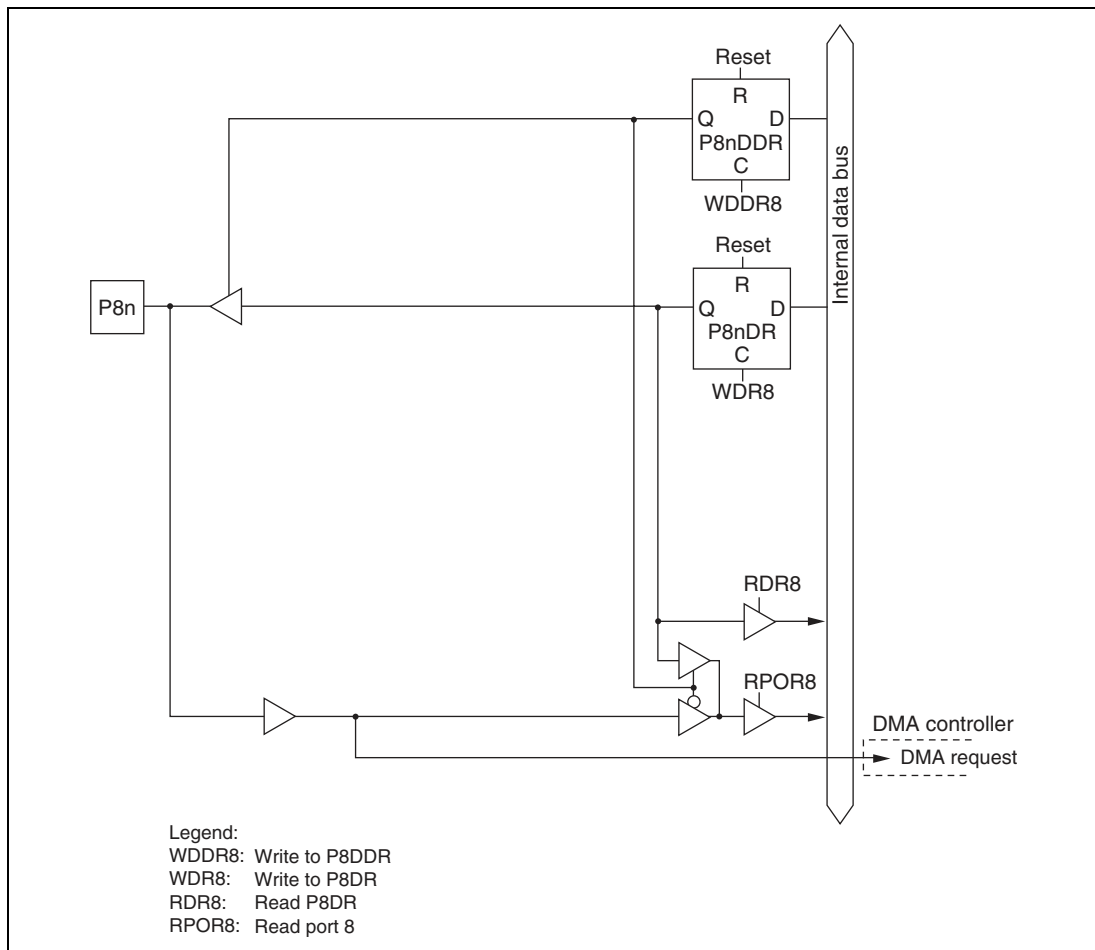 Reset
R
Q D
P8nDDR
C
WDDR8
Internal data bus
Reset
R
P8n
Q D
P8nDR
C
WDR8
RDR8
RPOR8
DMA controller
DMA request
Legend:
WDDR8: Write to P8DDR
WDR8: Write to P8DR
RDR8: Read P8DR
RPOR8: Read port 8